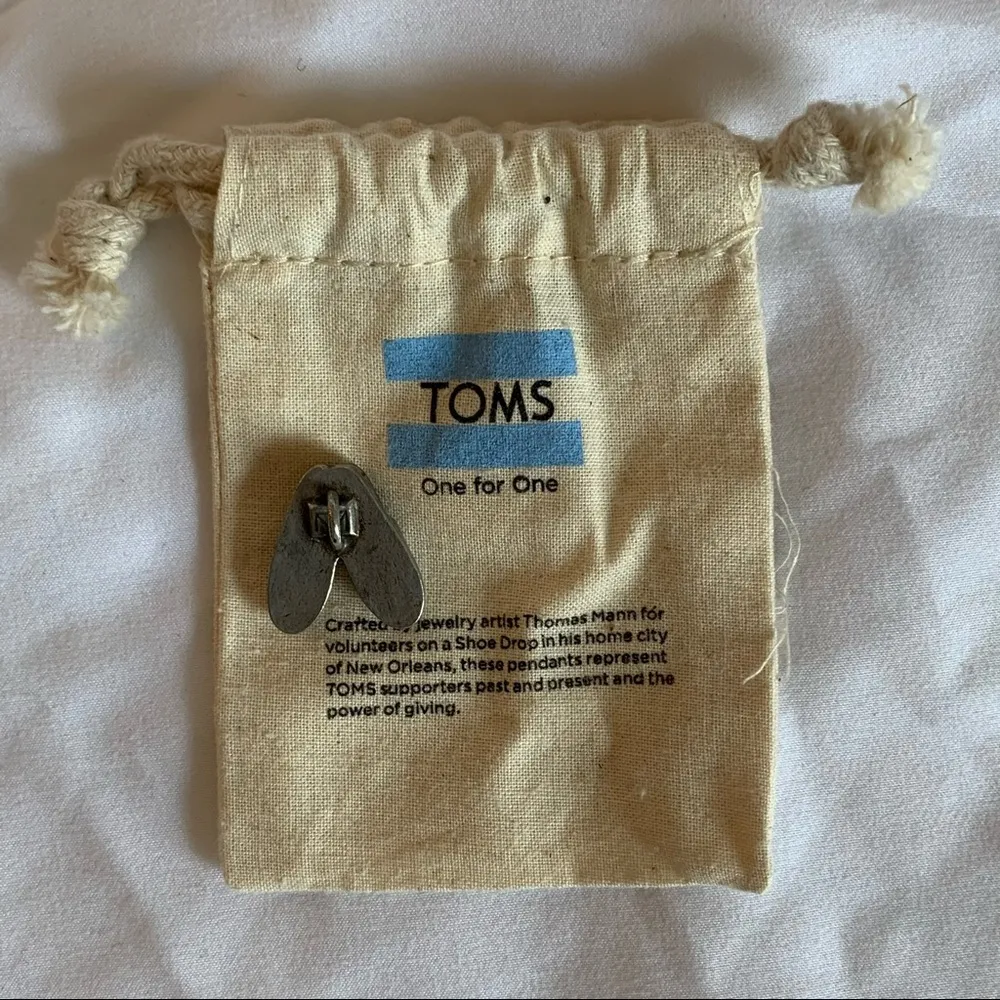 TOMS
One for One
Crafted jewelry artist Thomas Mann for
volunteers on a Shoe Drop in his home city
of New Orleans, these pendants represent
TOMS supporters past and present and the
power of giving.